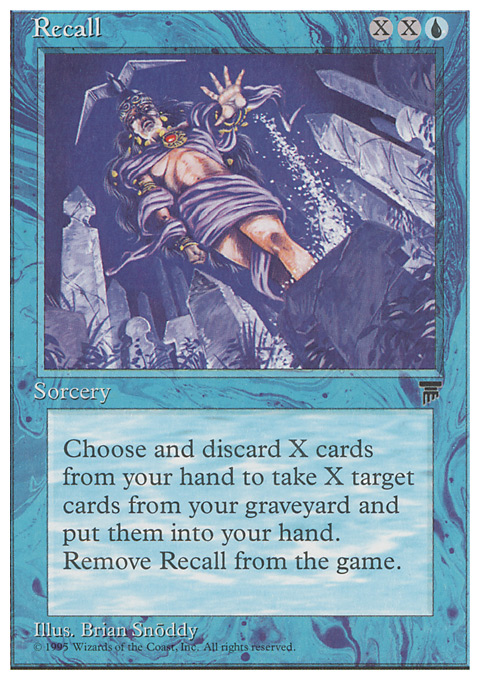 Recall X X
Sorcery
Choose and discard X cards
from your hand to take X target
cards from your graveyard and
put them into your hand.
Remove Recall from the game.
Illus. Brian Snōddy
© 1995 Wizards of the Coast, Inc. All rights reserved.